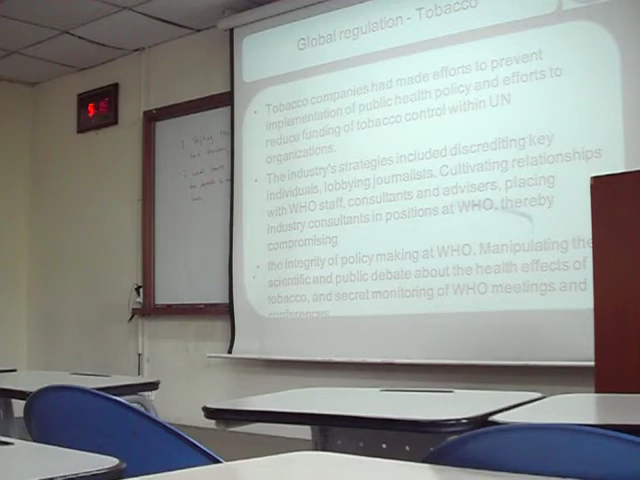 Global regulation - Tobacco
• Tobacco companies had made efforts to prevent
implementation of public health policy and efforts to
reduce funding of tobacco control within UN
organizations.
• The industry's strategies included discrediting key
individuals, lobbying journalists. Cultivating relationships
with WHO staff, consultants and advisers, placing
industry consultants in positions at WHO, thereby
compromising
• the integrity of policy making at WHO. Manipulating the
scientific and public debate about the health effects of
tobacco, and secret monitoring of WHO meetings and
conferences